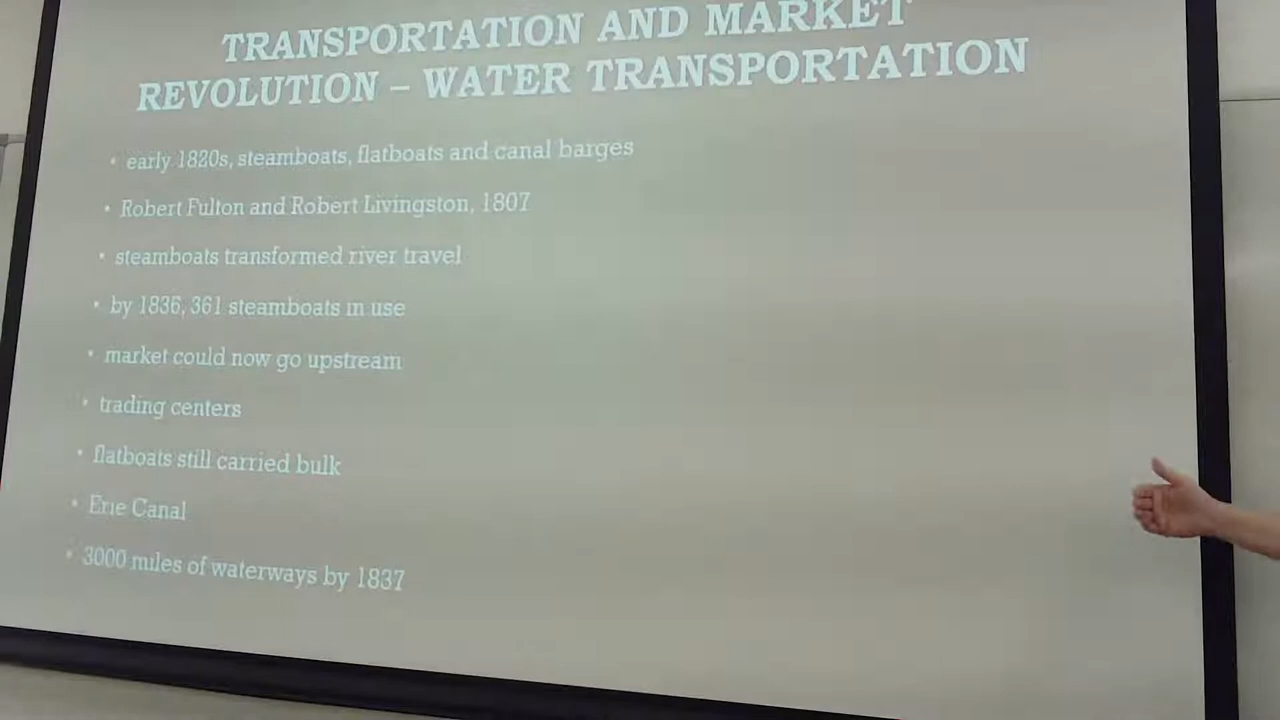 TRANSPORTATION AND MARKET
REVOLUTION – WATER TRANSPORTATION
• early 1820s, steamboats, flatboats and canal barges
• Robert Fulton and Robert Livingston, 1807
• steamboats transformed river travel
• by 1836, 361 steamboats in use
• market could now go upstream
• trading centers
• flatboats still carried bulk
• Erie Canal
• 3000 miles of waterways by 1837